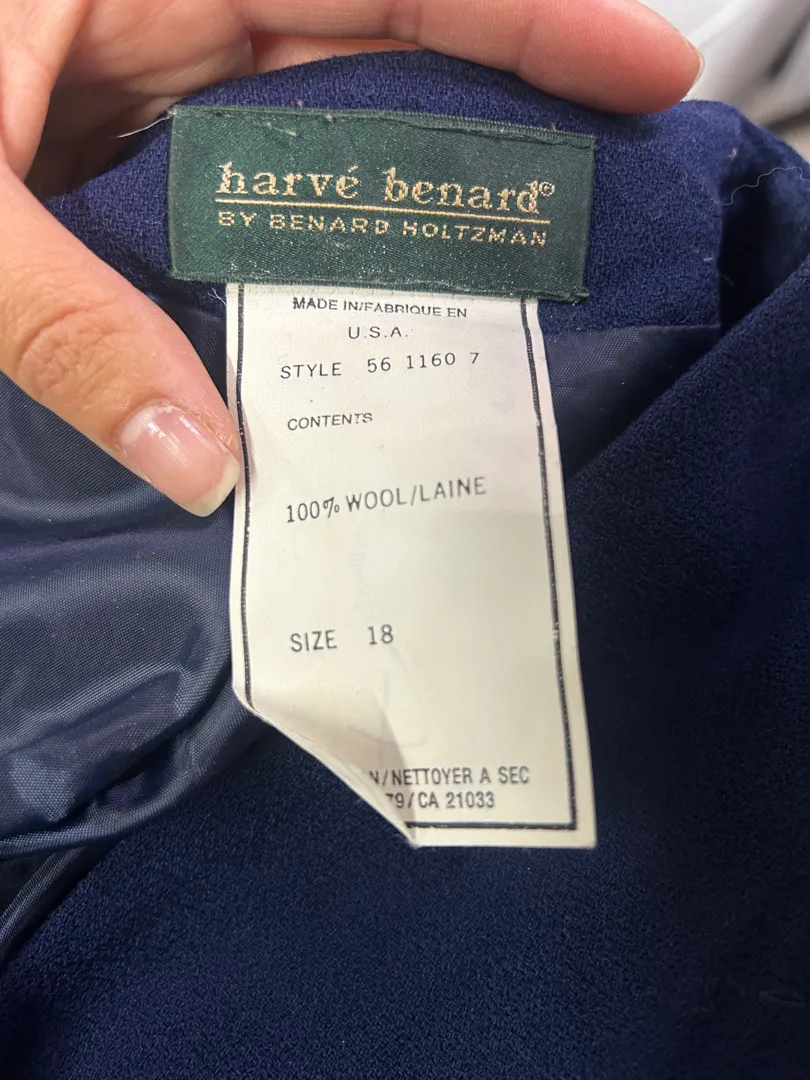 harvé benard©
BY BENARD HOLTZMAN
MADE IN/FABRIQUE EN
U.S.A.
STYLE 56 1160 7
CONTENTS
100% WOOL/LAINE
SIZE 18
N/NETTOYER A SEC
79/CA 21033